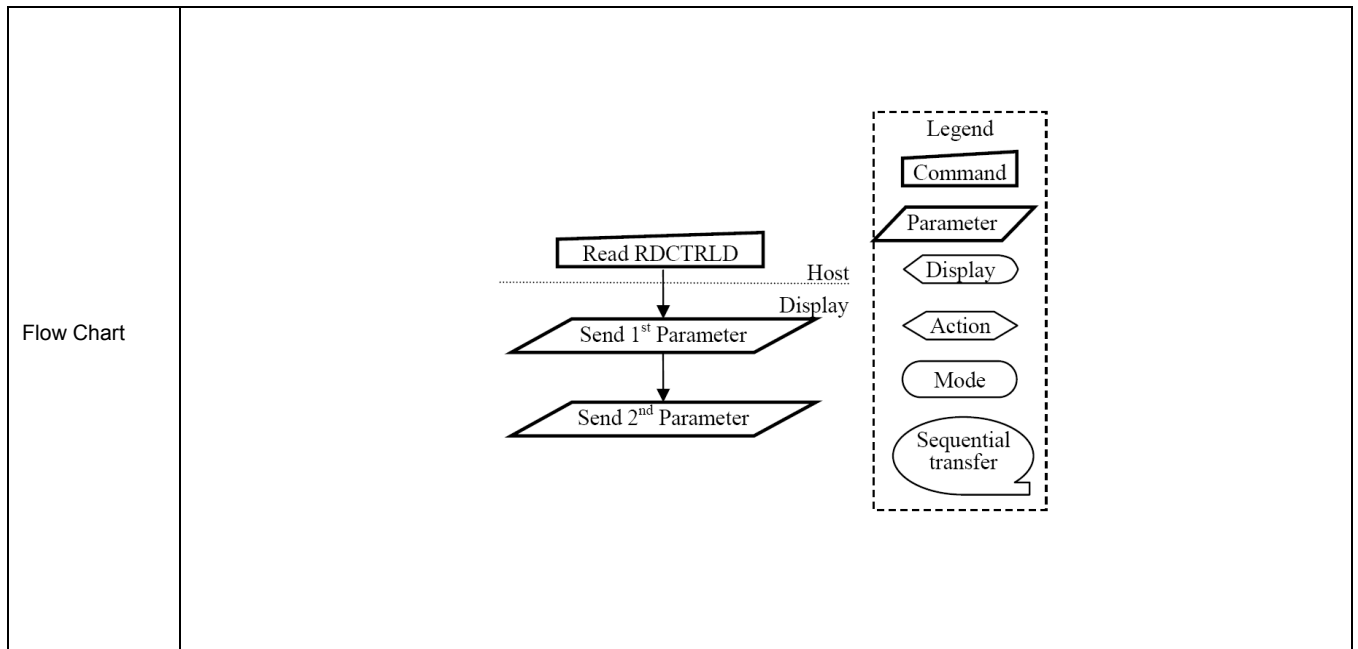 Flow Chart
Read RDCTRLD
Host
Display
Send 1st Parameter
Send 2nd Parameter
Legend
Command
Parameter
Display
Action
Mode
Sequential
transfer